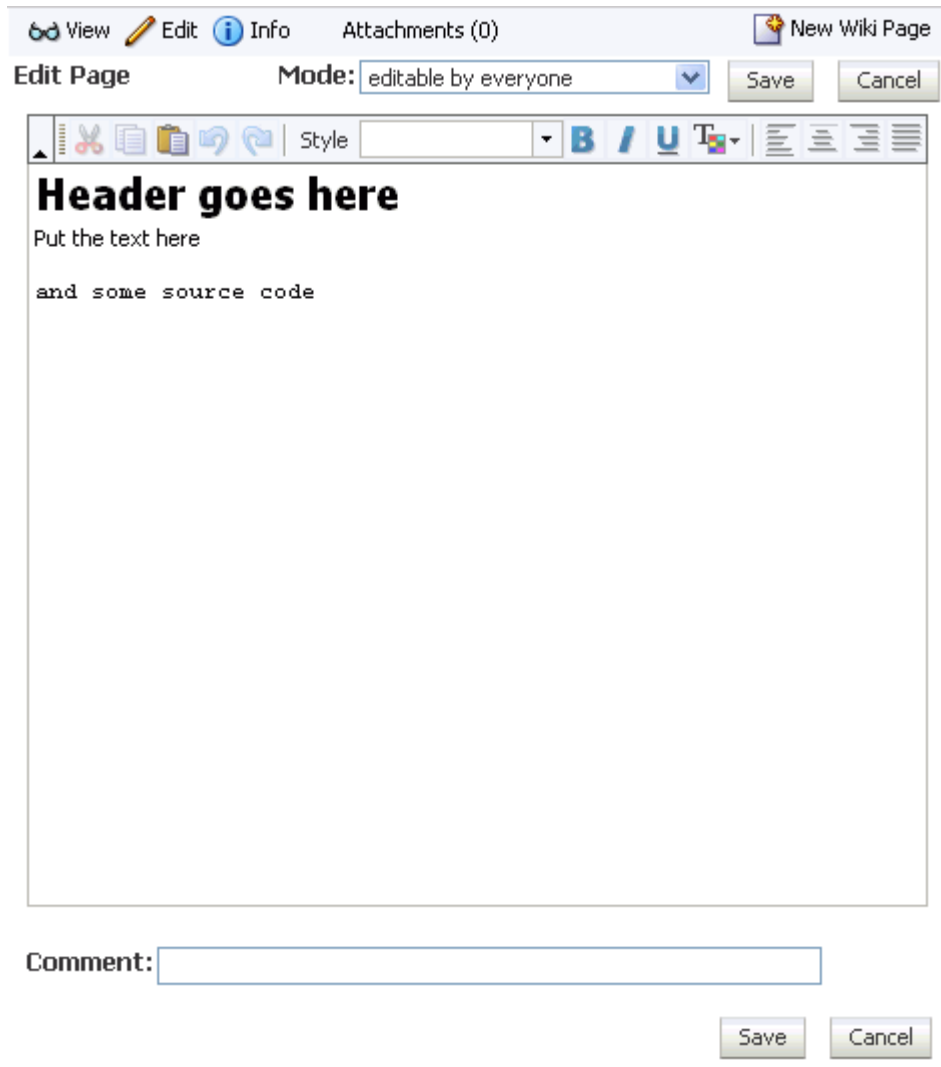 View Edit Info Attachments (0) New Wiki Page
Edit Page Mode: editable by everyone Save Cancel
Style B I U T
Header goes here
Put the text here
and some source code
Comment:
Save Cancel